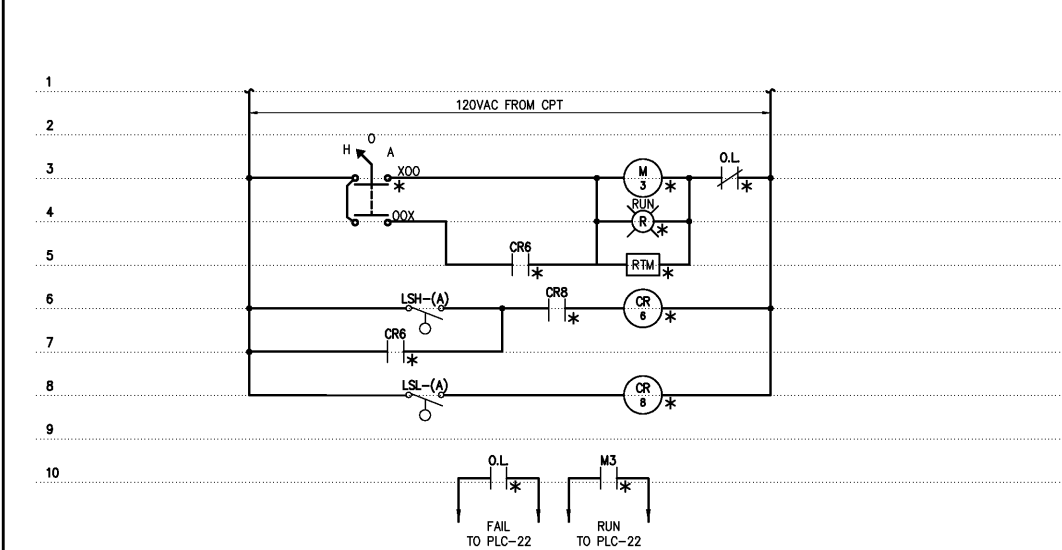 1
120VAC FROM CPT
2
H O A
3
XOO
*
M
3
*
O.L.
*
4
OOX
RUN
R
*
5
CR6
*
RTM
*
6
LSH-(A)
CR8
*
CR
6
*
7
CR6
*
8
LSL-(A)
CR
8
*
9
10
O.L.
*
M3
*
FAIL
TO PLC-22
RUN
TO PLC-22